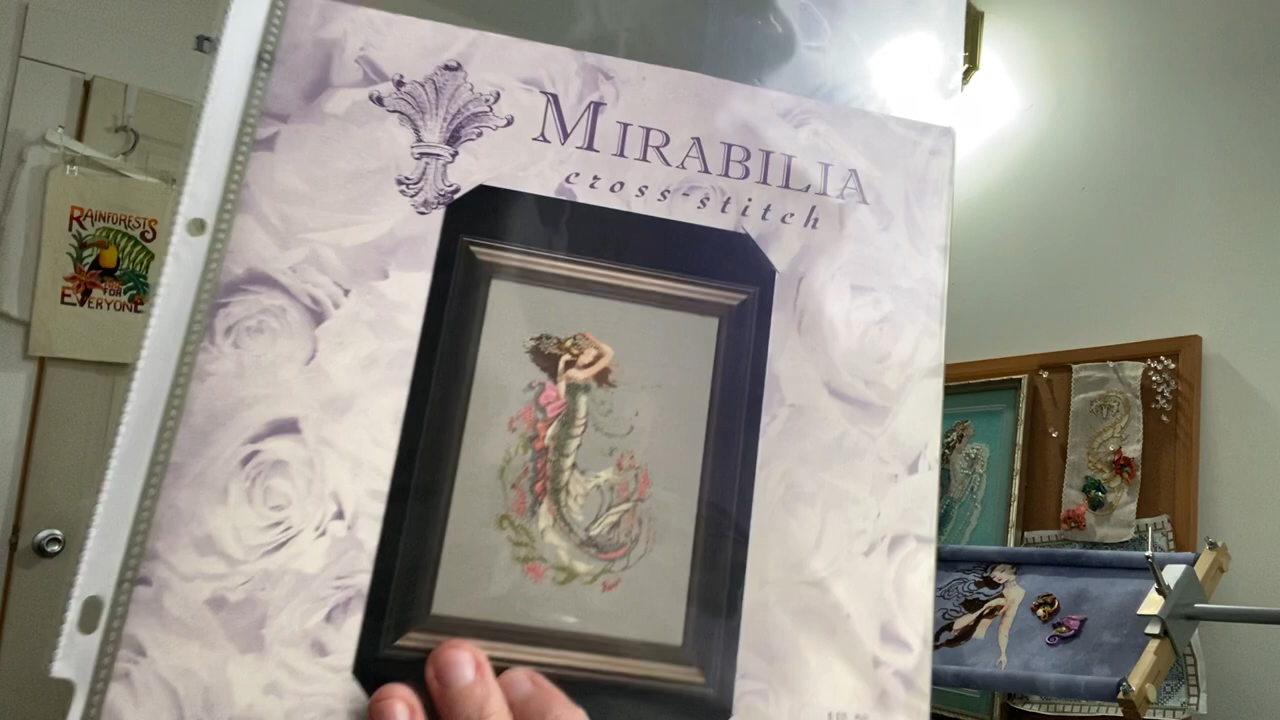 MIRABILIA
cross-stitch
RAINFORESTS
FOR
EVERYONE